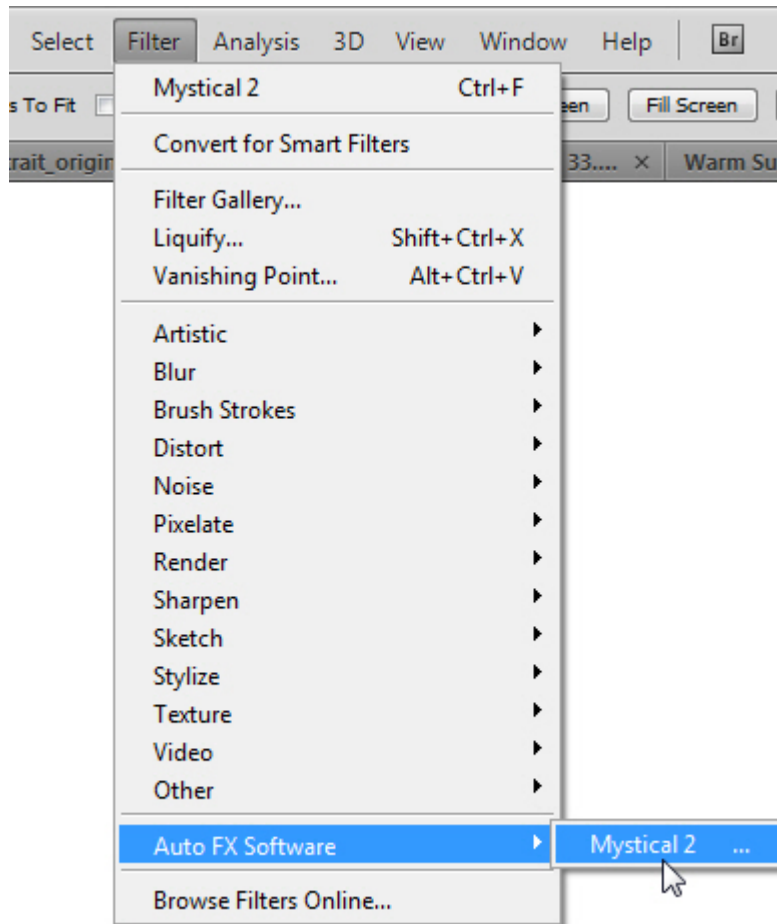 Select Filter Analysis 3D View Window Help Br
s To Fit een Fill Screen
rait_origin 33.... × Warm Su
Mystical 2 Ctrl+F
Convert for Smart Filters
Filter Gallery...
Liquify... Shift+Ctrl+X
Vanishing Point... Alt+Ctrl+V
Artistic
Blur
Brush Strokes
Distort
Noise
Pixelate
Render
Sharpen
Sketch
Stylize
Texture
Video
Other
Auto FX Software Mystical 2 ...
Browse Filters Online...